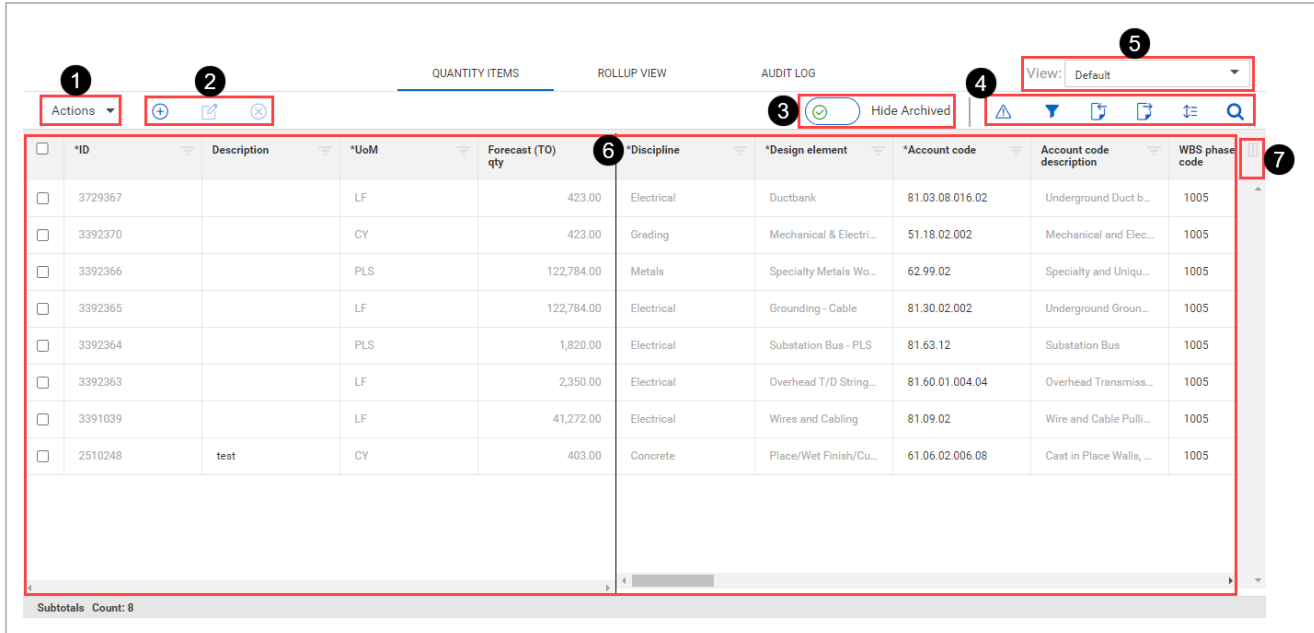 5
1
2
QUANTITY ITEMS ROLLUP VIEW AUDIT LOG
4
View: Default
Actions
3
Hide Archived
*ID Description *UoM Forecast (TO) qty 6 *Discipline *Design element *Account code Account code description WBS phase code 7
3729367 LF 423.00 Electrical Ductbank 81.03.08.016.02 Underground Duct b... 1005
3392370 CY 423.00 Grading Mechanical & Electri... 51.18.02.002 Mechanical and Elec... 1005
3392366 PLS 122,784.00 Metals Specialty Metals Wo... 62.99.02 Specialty and Uniqu... 1005
3392365 LF 122,784.00 Electrical Grounding - Cable 81.30.02.002 Underground Groun... 1005
3392364 PLS 1,820.00 Electrical Substation Bus - PLS 81.63.12 Substation Bus 1005
3392363 LF 2,350.00 Electrical Overhead T/D String... 81.60.01.004.04 Overhead Transmiss... 1005
3391039 LF 41,272.00 Electrical Wires and Cabling 81.09.02 Wire and Cable Pulli... 1005
2510248 test CY 403.00 Concrete Place/Wet Finish/Cu... 61.06.02.006.08 Cast in Place Walls, ... 1005
Subtotals Count: 8